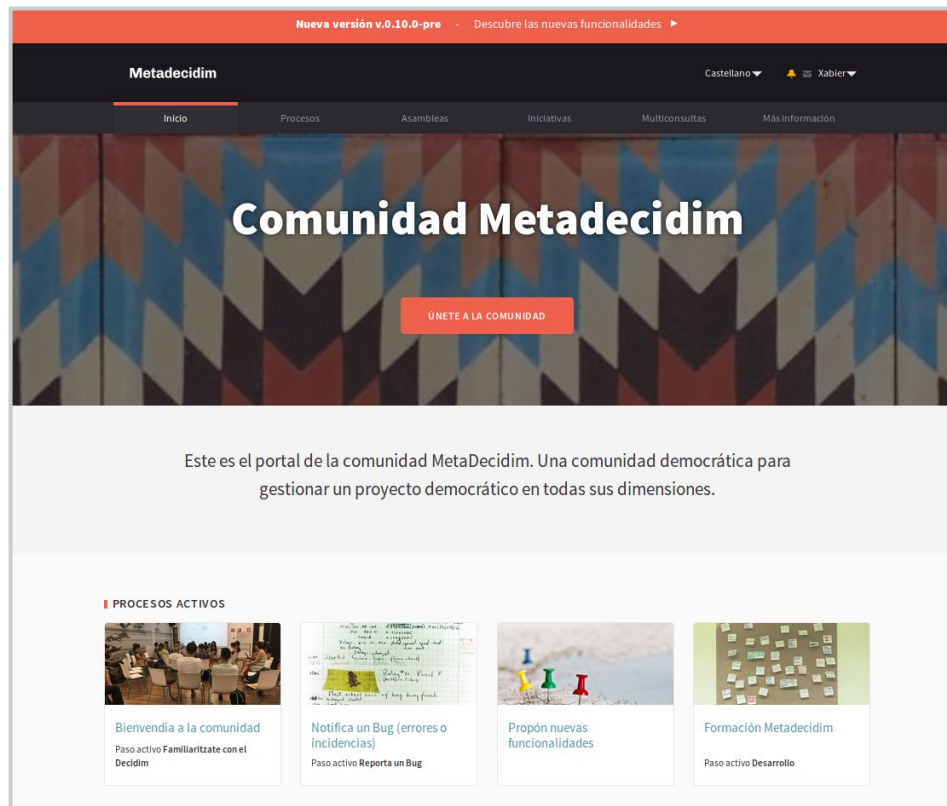 Nueva versión v.0.10.0-pre - Descubre las nuevas funcionalidades ►
Metadecidim
Castellano
Xabier
Inicio Procesos Asambleas Iniciativas Multiconsultas Más información
Comunidad Metadecidim
ÚNETE A LA COMUNIDAD
Este es el portal de la comunidad MetaDecidim. Una comunidad democrática para
gestionar un proyecto democrático en todas sus dimensiones.
PROCESOS ACTIVOS
Bienvendia a la comunidad
Paso activo Familiaritzate con el
Decidim
Notifica un Bug (errores o
incidencias)
Paso activo Reporta un Bug
Propón nuevas
funcionalidades
Formación Metadecidim
Paso activo Desarrollo